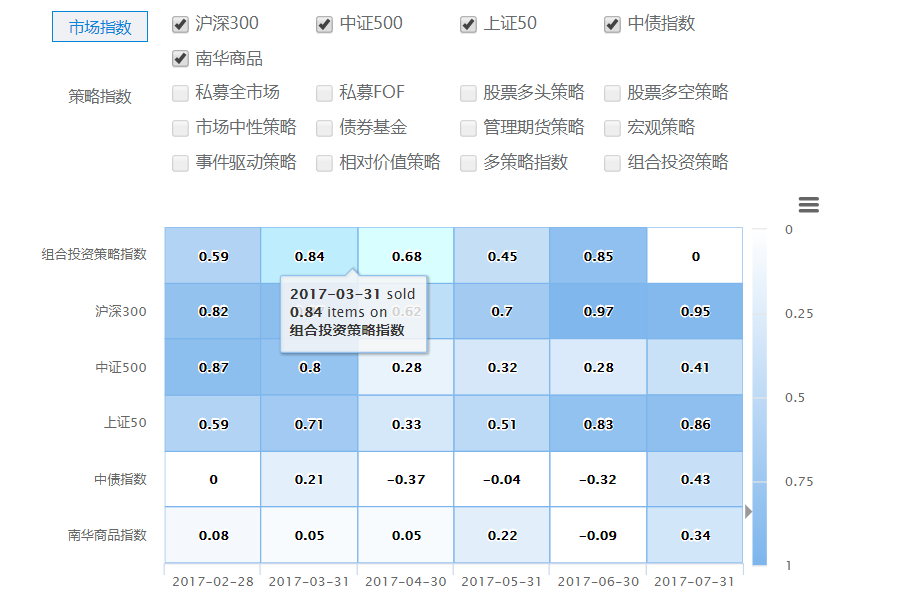 市场指数 沪深300 中证500 上证50 中债指数
南华商品
策略指数 私募全市场 私募FOF 股票多头策略 股票多空策略
市场中性策略 债券基金 管理期货策略 宏观策略
事件驱动策略 相对价值策略 多策略指数 组合投资策略
0
组合投资策略指数 0.59 0.84 0.68 0.45 0.85 0
2017-03-31 sold
0.84 items on
组合投资策略指数
沪深300 0.82 0.62 0.7 0.97 0.95
0.25
中证500 0.87 0.8 0.28 0.32 0.28 0.41
0.5
上证50 0.59 0.71 0.33 0.51 0.83 0.86
中债指数 0 0.21 -0.37 -0.04 -0.32 0.43
0.75
南华商品指数 0.08 0.05 0.05 0.22 -0.09 0.34
1
2017-02-28 2017-03-31 2017-04-30 2017-05-31 2017-06-30 2017-07-31